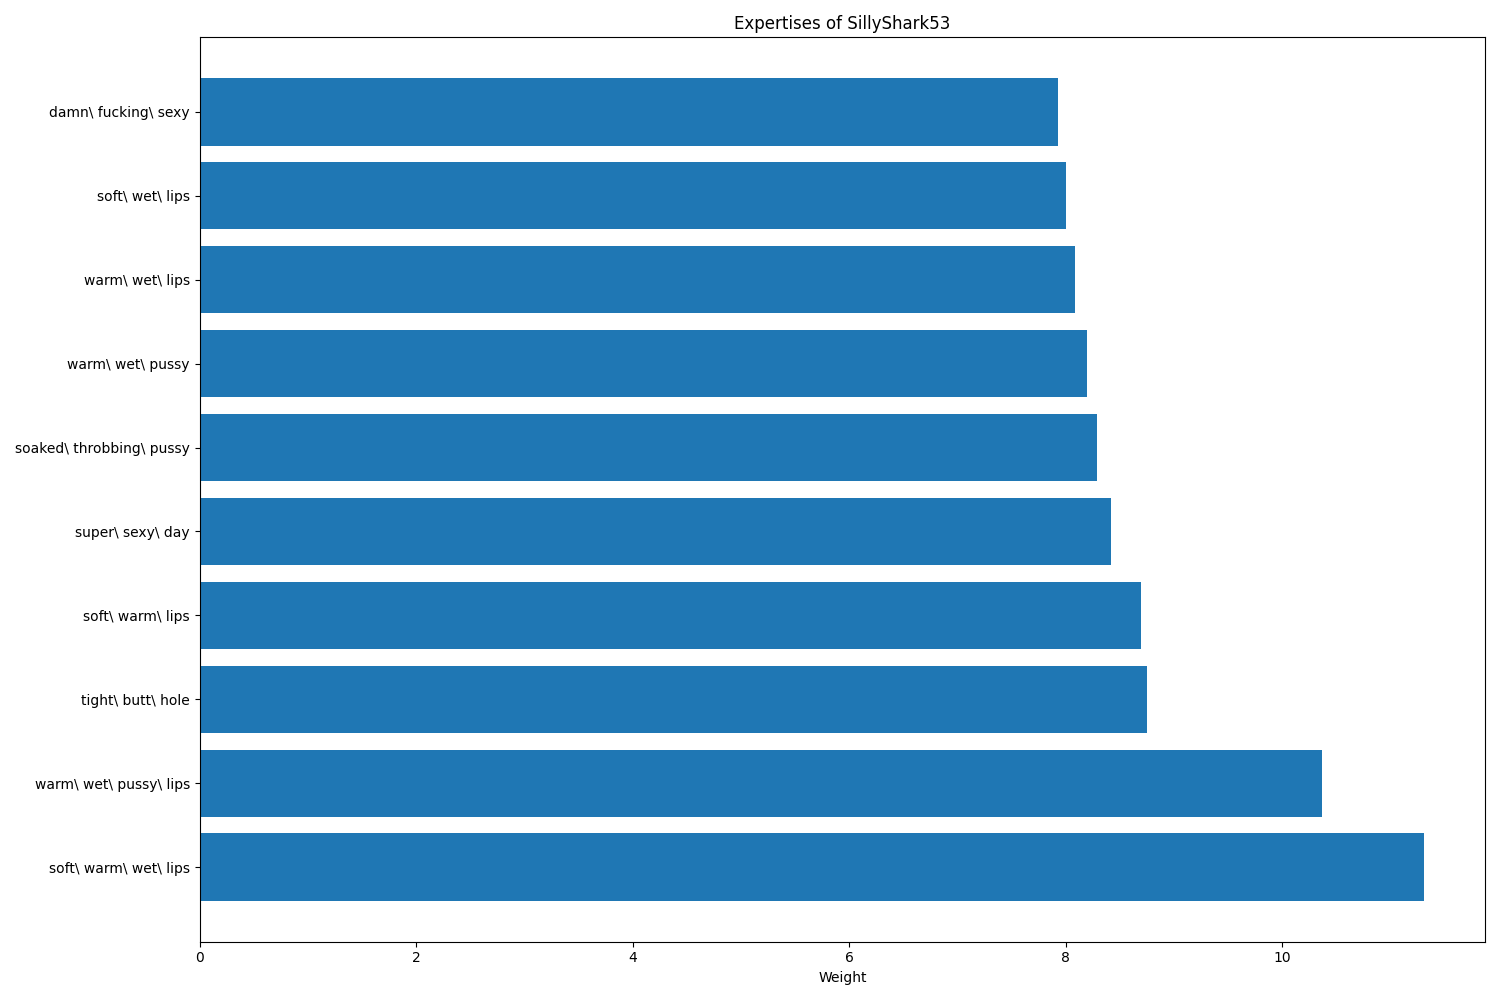 Expertises of SillyShark53
damn\ fucking\ sexy
soft\ wet\ lips
warm\ wet\ lips
warm\ wet\ pussy
soaked\ throbbing\ pussy
super\ sexy\ day
soft\ warm\ lips
tight\ butt\ hole
warm\ wet\ pussy\ lips
soft\ warm\ wet\ lips
0 2 4 6 8 10
Weight